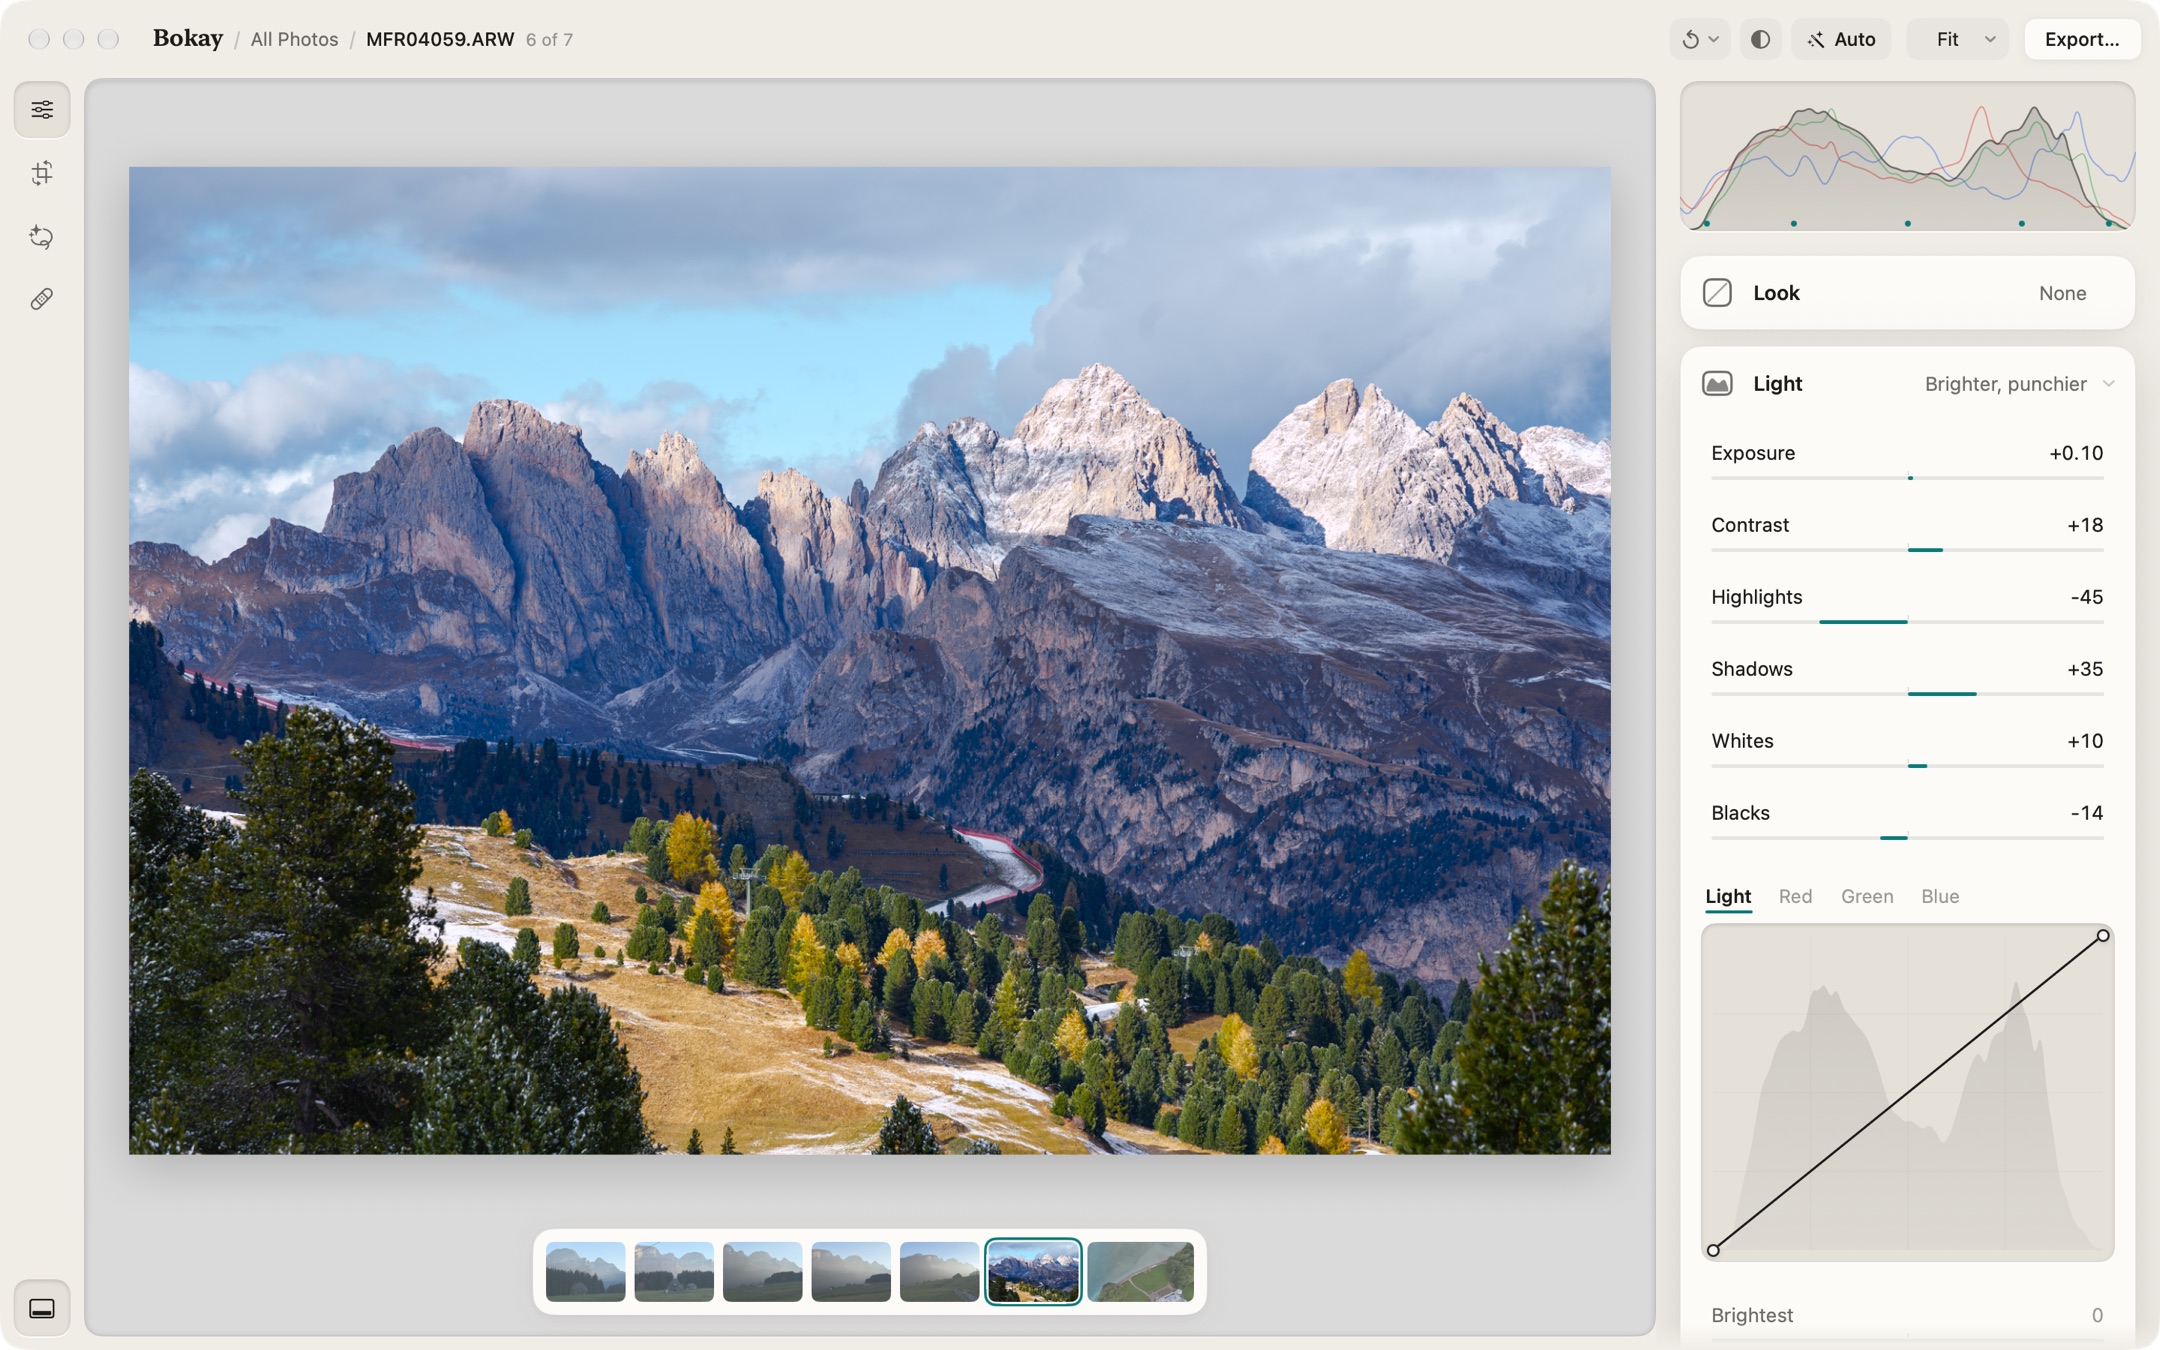 Bokay / All Photos / MFR04059.ARW 6 of 7
Auto
Fit
Export...
Look None
Light Brighter, punchier
Exposure +0.10
Contrast +18
Highlights -45
Shadows +35
Whites +10
Blacks -14
Light Red Green Blue
Brightest 0